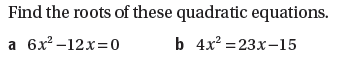 Find the roots of these quadratic equations.
a 6x² −12x=0 b 4x² =23x−15